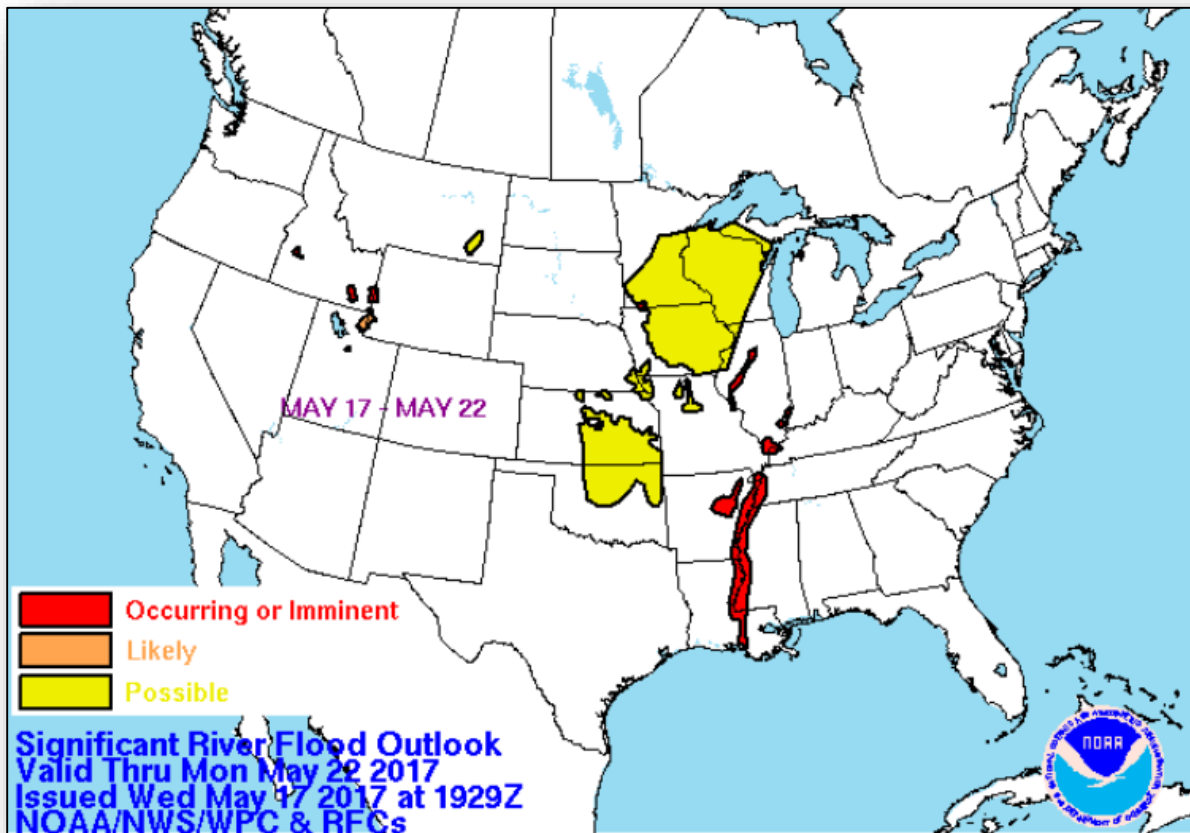 MAY 17 - MAY 22
Occurring or Imminent
Likely
Possible
Significant River Flood Outlook
Valid Thru Mon May 22 2017
Issued Wed May 17 2017 at 1929Z
NOAA/NWS/WPC & RFCs
NOAA